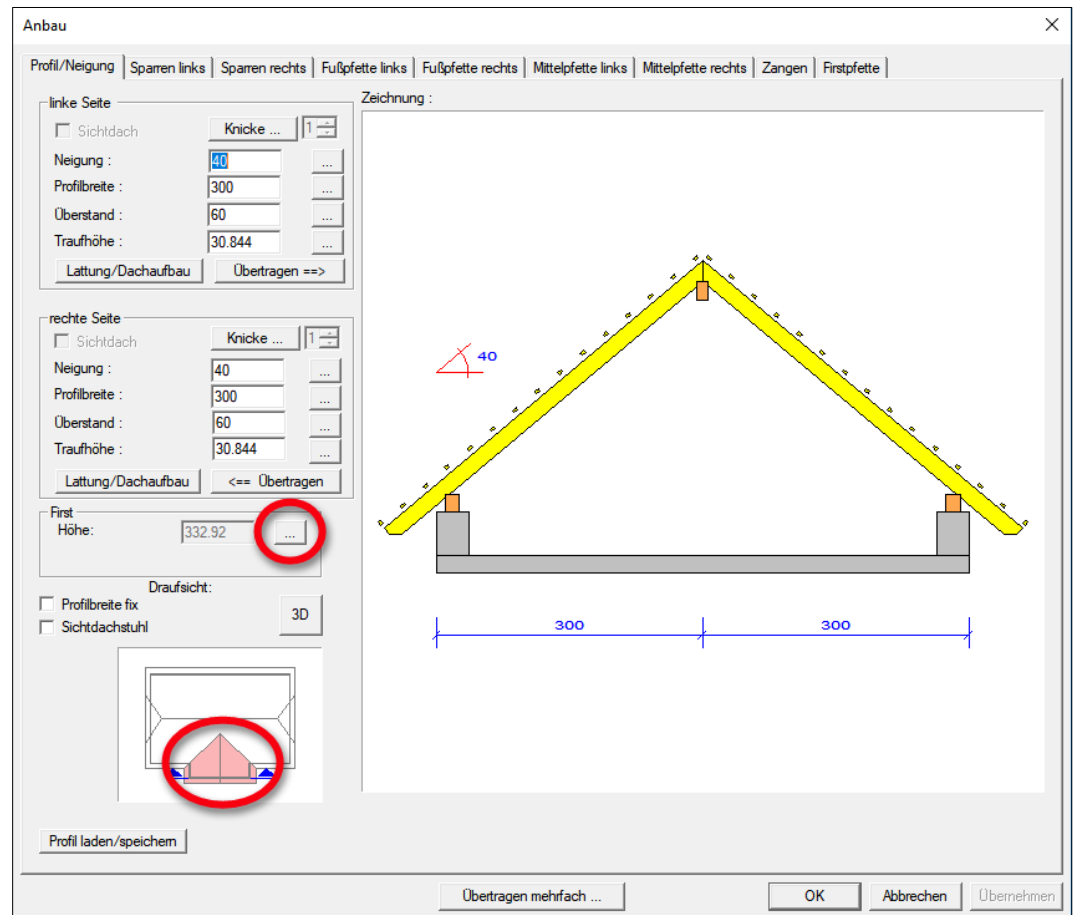 Anbau
Profil/Neigung Sparren links Sparren rechts Fußpfette links Fußpfette rechts Mittelpfette links Mittelpfette rechts Zangen Firstpfette
linke Seite
Sichtdach Knicke ... 1
Neigung : 40 ...
Profilbreite : 300 ...
Überstand : 60 ...
Traufhöhe : 30.844 ...
Lattung/Dachaufbau Übertragen ==>
rechte Seite
Sichtdach Knicke ... 1
Neigung : 40 ...
Profilbreite : 300 ...
Überstand : 60 ...
Traufhöhe : 30.844 ...
Lattung/Dachaufbau <== Übertragen
First
Höhe: 332.92 ...
Draufsicht:
Profilbreite fix
Sichtdachstuhl
3D
Profil laden/speichern
Zeichnung :
40
300 300
Übertragen mehrfach ... OK Abbrechen Übernehmen